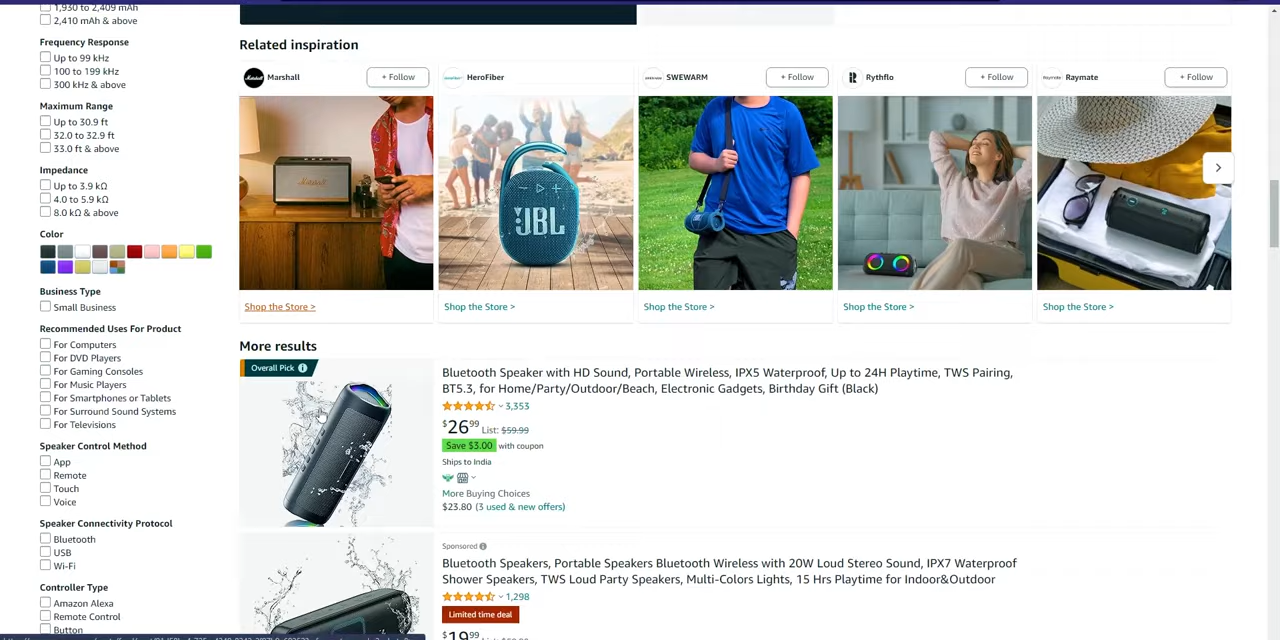 1,930 to 2,409 mAh
2,410 mAh & above
Frequency Response
Up to 99 kHz
100 to 199 kHz
300 kHz & above
Maximum Range
Up to 30.9 ft
32.0 to 32.9 ft
33.0 ft & above
Impedance
Up to 3.9 kΩ
4.0 to 5.9 kΩ
8.0 kΩ & above
Color
Business Type
Small Business
Recommended Uses For Product
For Computers
For DVD Players
For Gaming Consoles
For Music Players
For Smartphones or Tablets
For Surround Sound Systems
For Televisions
Speaker Control Method
App
Remote
Touch
Voice
Speaker Connectivity Protocol
Bluetooth
USB
Wi-Fi
Controller Type
Amazon Alexa
Remote Control
Button
Related inspiration
Marshall
+ Follow
Marshall
Shop the Store >
HeroFiber
JBL
Shop the Store >
SWEWARM
+ Follow
Shop the Store >
Rythflo
+ Follow
Shop the Store >
Raymate
+ Follow
Shop the Store >
More results
Overall Pick
Bluetooth Speaker with HD Sound, Portable Wireless, IPX5 Waterproof, Up to 24H Playtime, TWS Pairing,
BT5.3, for Home/Party/Outdoor/Beach, Electronic Gadgets, Birthday Gift (Black)
3,353
$26.99 List: $59.99
Save $3.00 with coupon
Ships to India
More Buying Choices
$23.80 (3 used & new offers)
Sponsored
Bluetooth Speakers, Portable Speakers Bluetooth Wireless with 20W Loud Stereo Sound, IPX7 Waterproof
Shower Speakers, TWS Loud Party Speakers, Multi-Colors Lights, 15 Hrs Playtime for Indoor&Outdoor
1,298
Limited time deal
$19.99